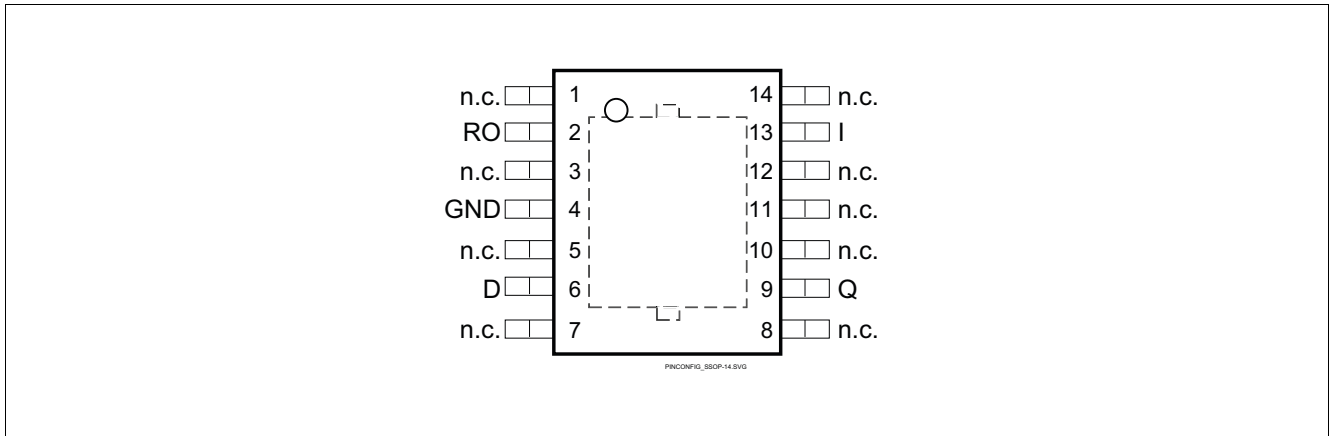 n.c. 1 14 n.c.
RO 2 13 I
n.c. 3 12 n.c.
GND 4 11 n.c.
n.c. 5 10 n.c.
D 6 9 Q
n.c. 7 8 n.c.
PINCONFIG_SSOP-14.SVG